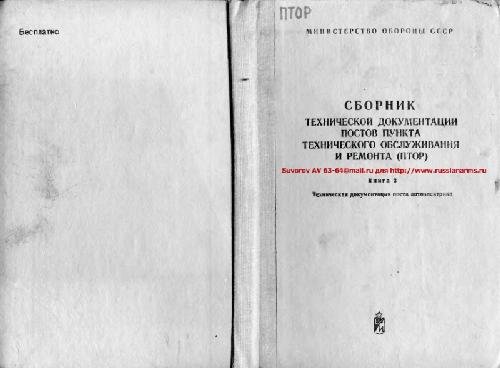 Бесплатно
ПТОР
МИНИСТЕРСТВО ОБОРОНЫ СССР
СБОРНИК
ТЕХНИЧЕСКОЙ ДОКУМЕНТАЦИИ
ПОСТОВ ПУНКТА
ТЕХНИЧЕСКОГО ОБСЛУЖИВАНИЯ
И РЕМОНТА (ПТОР)
Suvorov AV 63-64@mail.ru для http://www.russianarms.ru
Книга 3
Техническая документация поста автоэлектрика